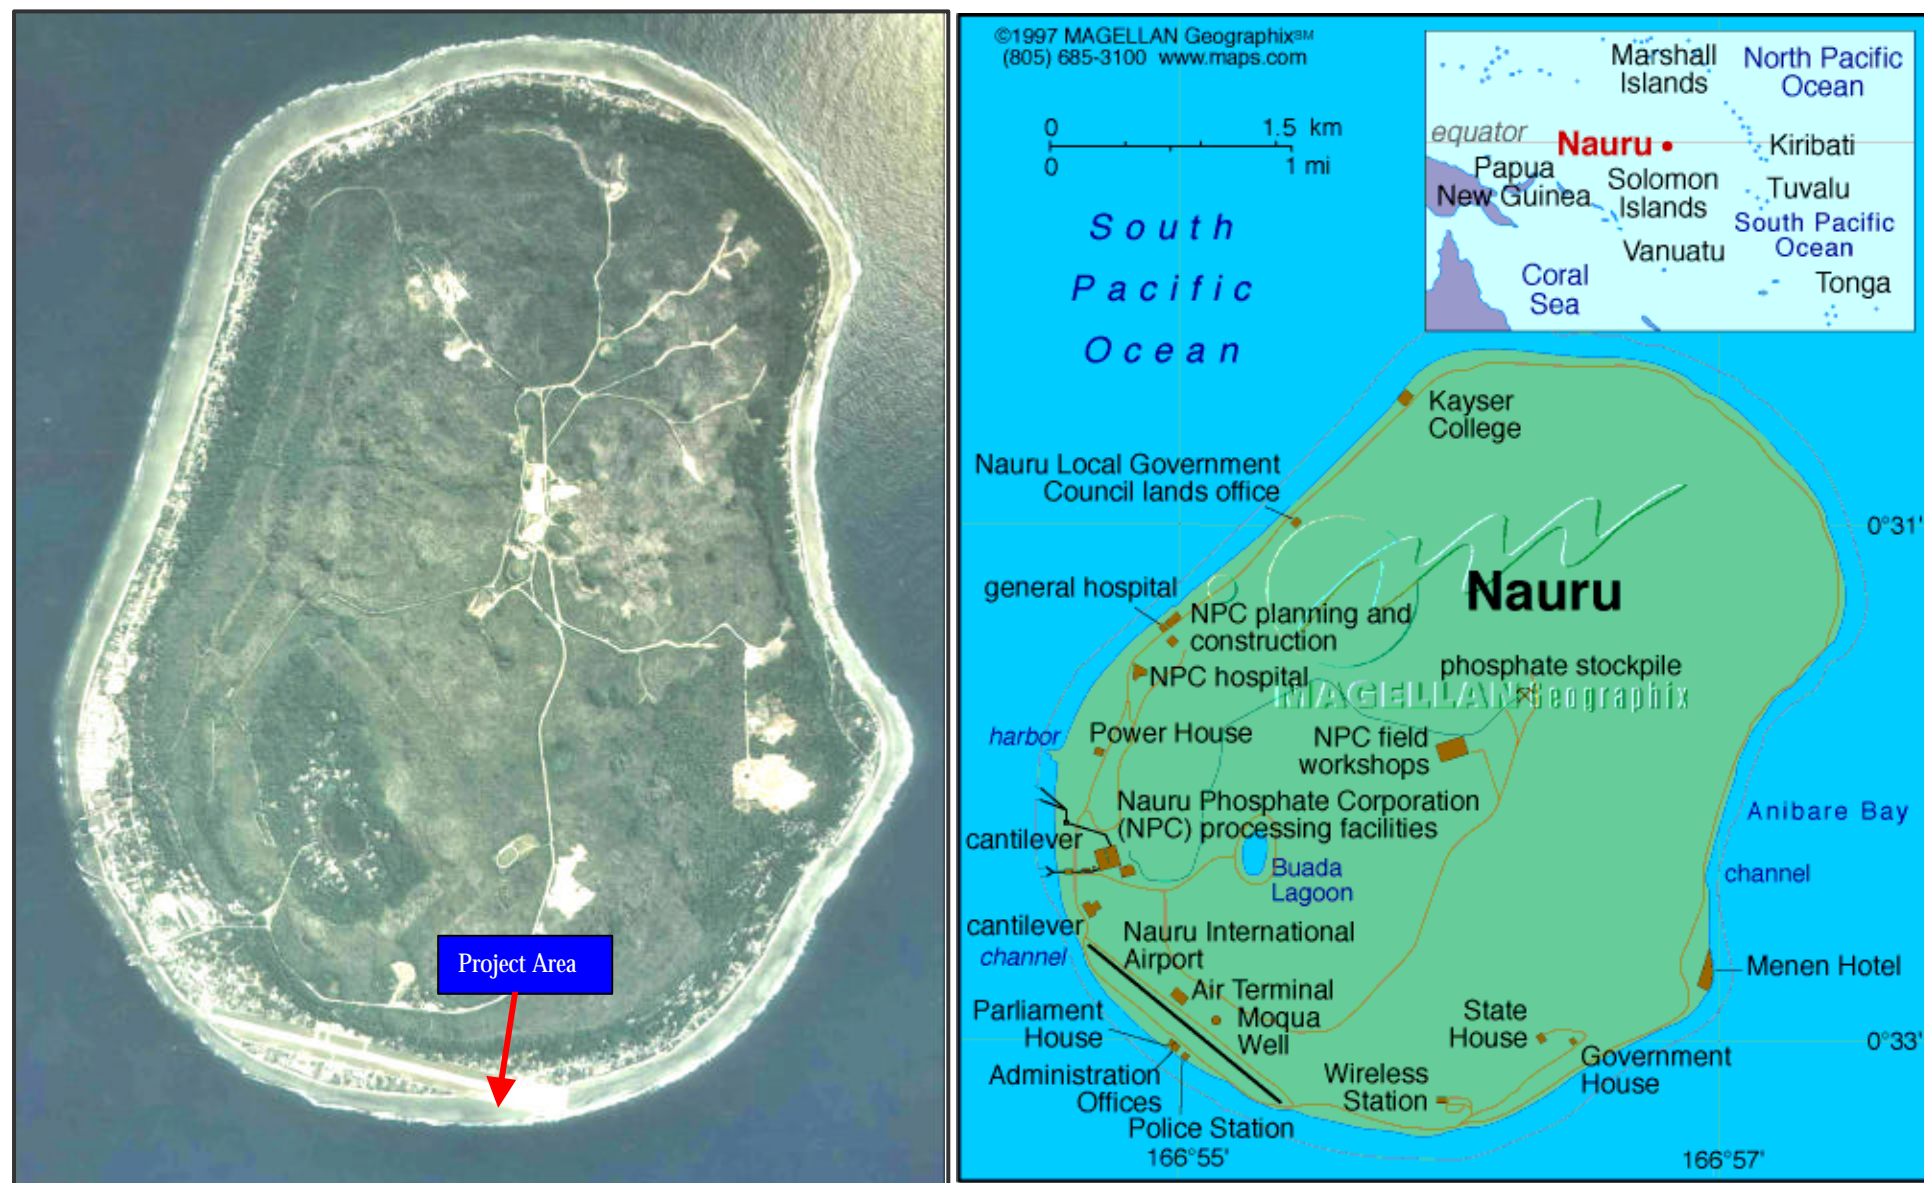 Project Area
©1997 MAGELLAN Geographix℠
(805) 685-3100 www.maps.com
0 1.5 km
0 1 mi
South
Pacific
Ocean
Marshall
Islands
North Pacific
Ocean
equator
Nauru
Kiribati
Papua
New Guinea
Solomon
Islands
Tuvalu
South Pacific
Ocean
Vanuatu
Coral
Sea
Tonga
Kayser
College
Nauru Local Government
Council lands office
0°31'
general hospital
Nauru
NPC planning and
construction
NPC hospital
phosphate stockpile
MAGELLAN Geographix
harbor
Power House
NPC field
workshops
Nauru Phosphate Corporation
(NPC) processing facilities
cantilever
Anibare Bay
Buada
Lagoon
channel
cantilever
channel
Nauru International
Airport
Menen Hotel
Air Terminal
Parliament
House
Moqua
Well
State
House
0°33'
Government
House
Administration
Offices
Wireless
Station
Police Station
166°55'
166°57'